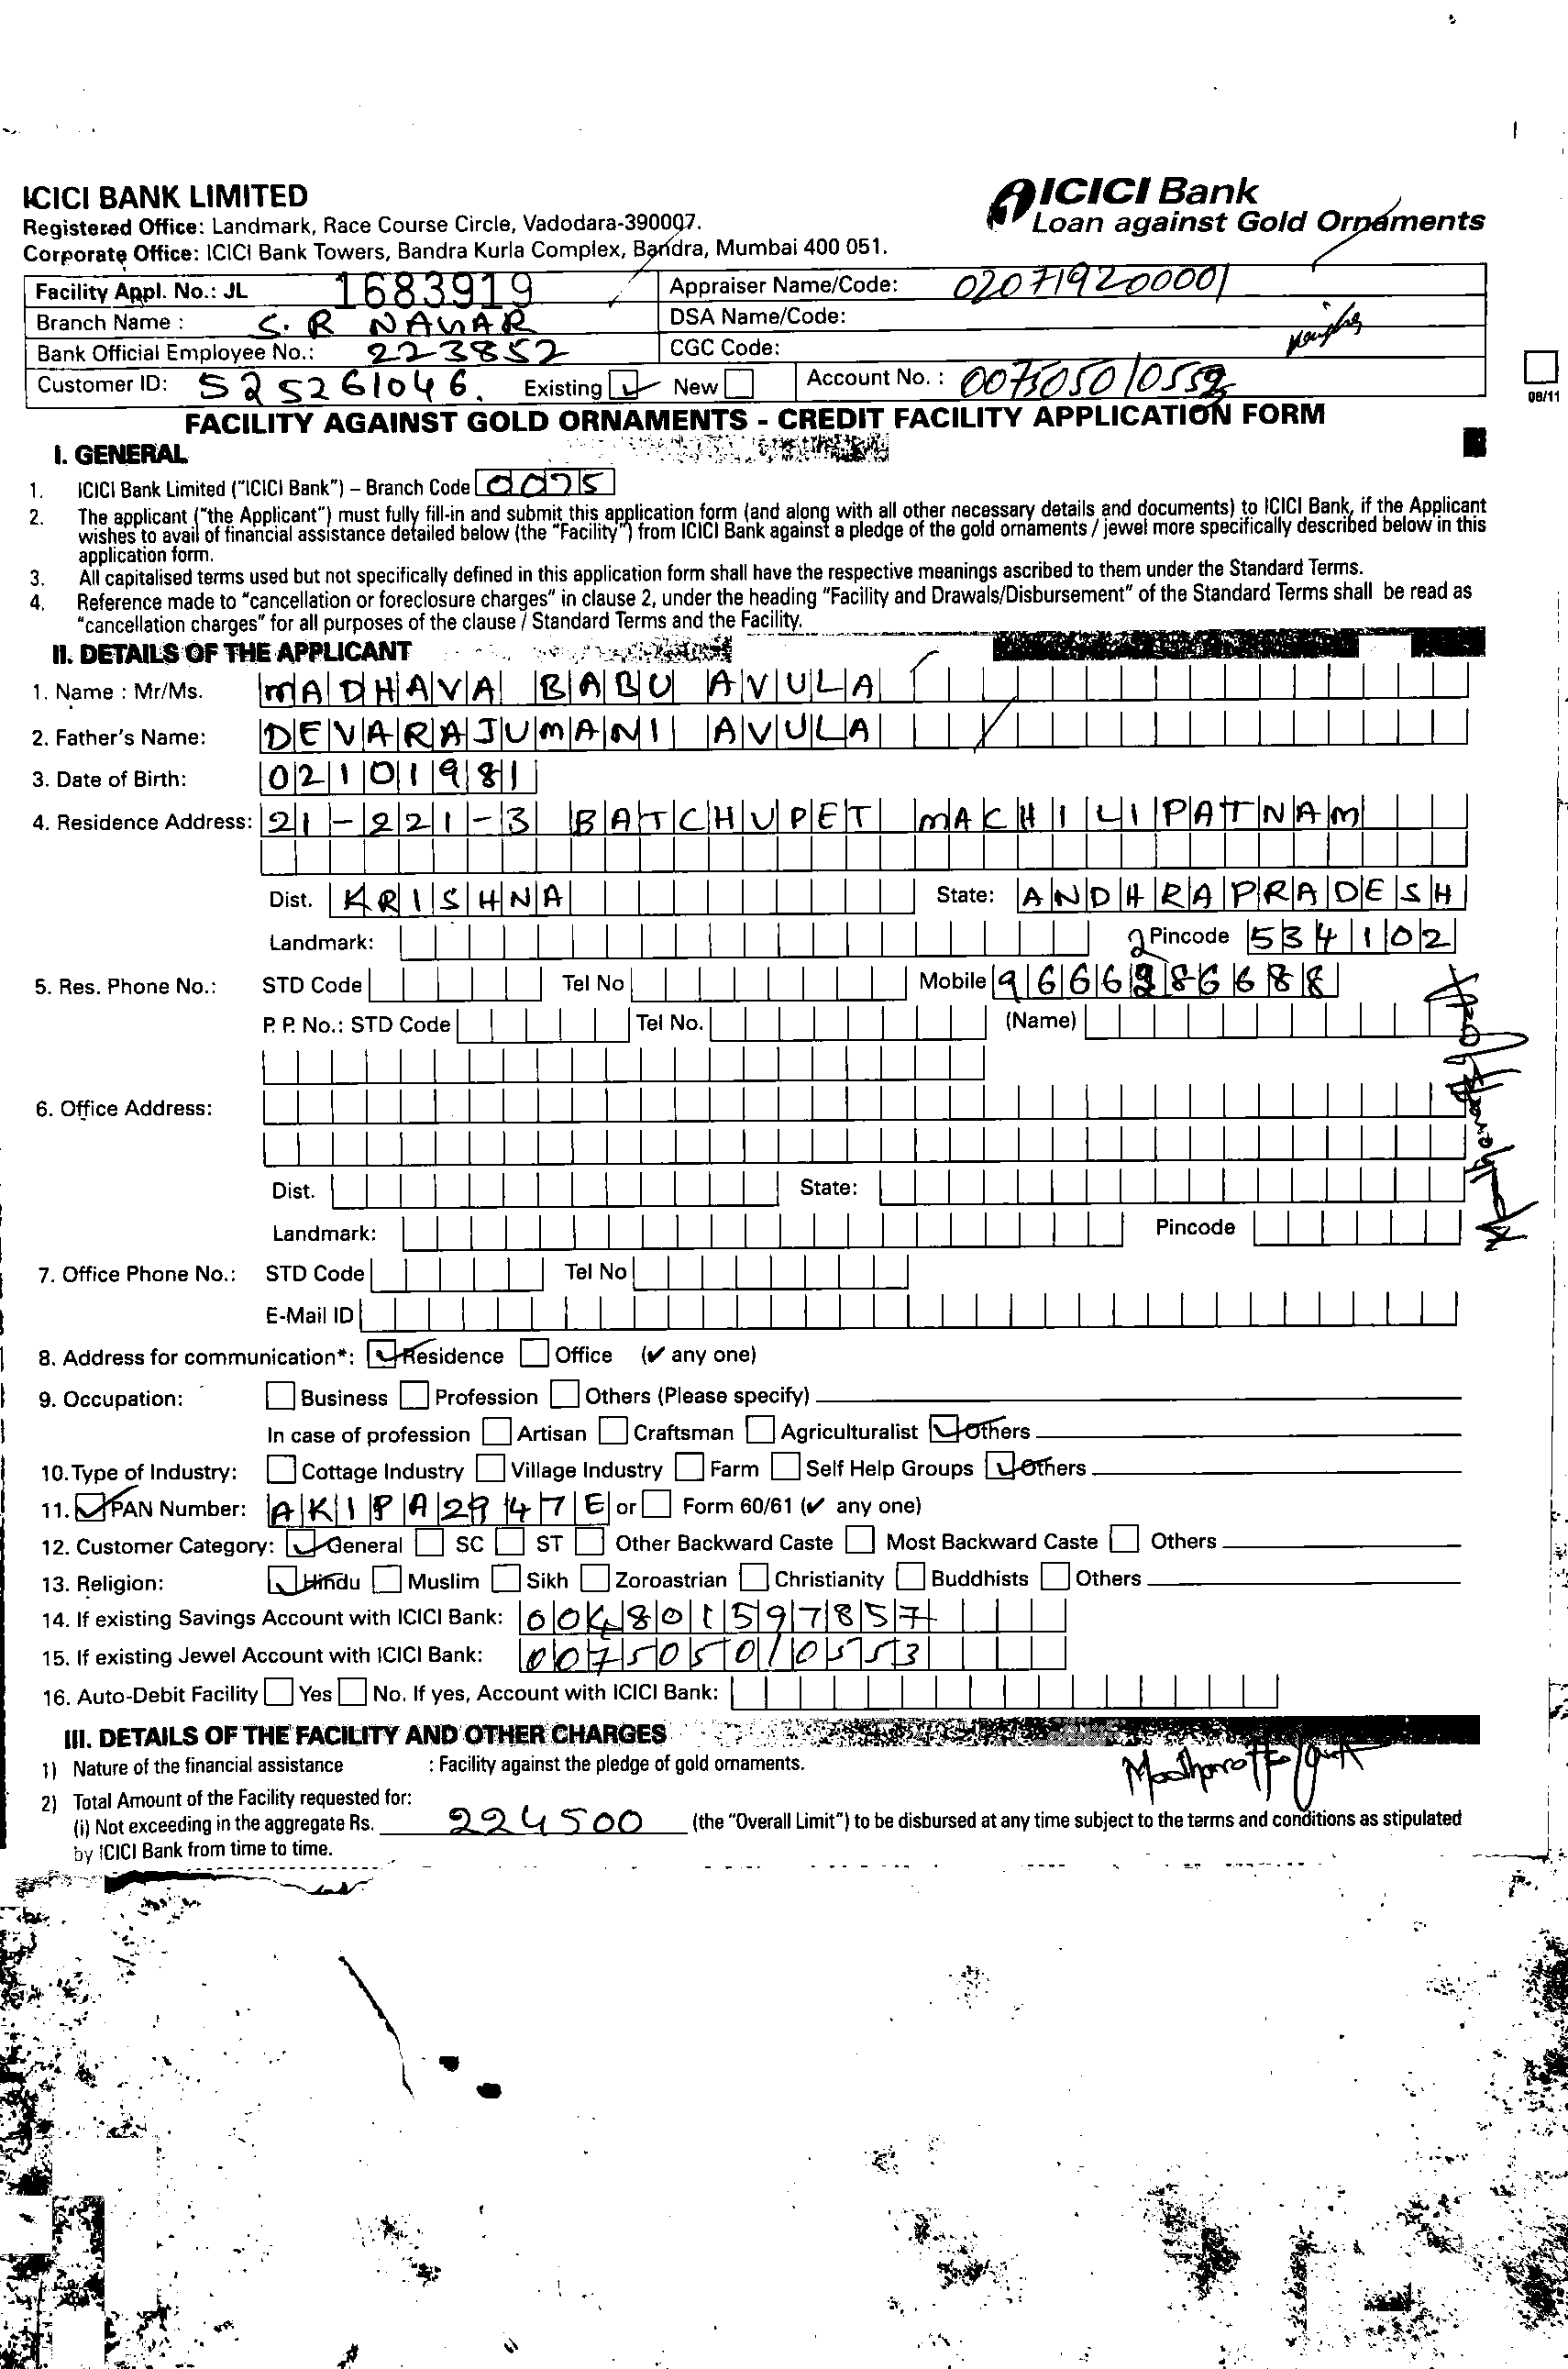 ICICI BANK LIMITED
Registered Office: Landmark, Race Course Circle, Vadodara-390007.
Corporate Office: ICICI Bank Towers, Bandra Kurla Complex, Bandra, Mumbai 400 051.
ICICI Bank
Loan against Gold Ornaments
Facility Appl. No.: JL 1683919 Appraiser Name/Code: 020719200001
Branch Name : S. R NAGAR DSA Name/Code:
Bank Official Employee No.: 223852 CGC Code:
Customer ID: 525261046. Existing New Account No. :
08/11
FACILITY AGAINST GOLD ORNAMENTS - CREDIT FACILITY APPLICATION FORM
I. GENERAL
1. ICICI Bank Limited ("ICICI Bank") – Branch Code 0075
2. The applicant ("the Applicant") must fully fill-in and submit this application form (and along with all other necessary details and documents) to ICICI Bank, if the Applicant
wishes to avail of financial assistance detailed below (the "Facility") from ICICI Bank against a pledge of the gold ornaments / jewel more specifically described below in this
application form.
3. All capitalised terms used but not specifically defined in this application form shall have the respective meanings ascribed to them under the Standard Terms.
4. Reference made to "cancellation or foreclosure charges" in clause 2, under the heading "Facility and Drawals/Disbursement" of the Standard Terms shall be read as
"cancellation charges" for all purposes of the clause / Standard Terms and the Facility.
II. DETAILS OF THE APPLICANT
1. Name : Mr/Ms. MADHAVA BABU AVULA
2. Father's Name: DEVARAJUMANI AVULA
3. Date of Birth: 02101981
4. Residence Address: 21-221-3 BATCHUPET MACHILIPATNAM
Dist. KRISHNA State: ANDHRAPRADESH
Landmark: Pincode 534102
5. Res. Phone No.: STD Code Tel No Mobile 9666286688
P. P. No.: STD Code Tel No. (Name)
6. Office Address:
Dist. State:
Landmark: Pincode
7. Office Phone No.: STD Code Tel No
E-Mail ID
8. Address for communication*: Residence Office (✔ any one)
9. Occupation: Business Profession Others (Please specify)
In case of profession Artisan Craftsman Agriculturalist Others
10. Type of Industry: Cottage Industry Village Industry Farm Self Help Groups Others
11. PAN Number: AKIPA2947E or Form 60/61 (✔ any one)
12. Customer Category: General SC ST Other Backward Caste Most Backward Caste Others
13. Religion: Hindu Muslim Sikh Zoroastrian Christianity Buddhists Others
14. If existing Savings Account with ICICI Bank: 004801597857
15. If existing Jewel Account with ICICI Bank: 007505010553
16. Auto-Debit Facility Yes No. If yes, Account with ICICI Bank:
III. DETAILS OF THE FACILITY AND OTHER CHARGES
1) Nature of the financial assistance : Facility against the pledge of gold ornaments.
2) Total Amount of the Facility requested for:
(i) Not exceeding in the aggregate Rs. 224500 (the "Overall Limit") to be disbursed at any time subject to the terms and conditions as stipulated
by ICICI Bank from time to time.